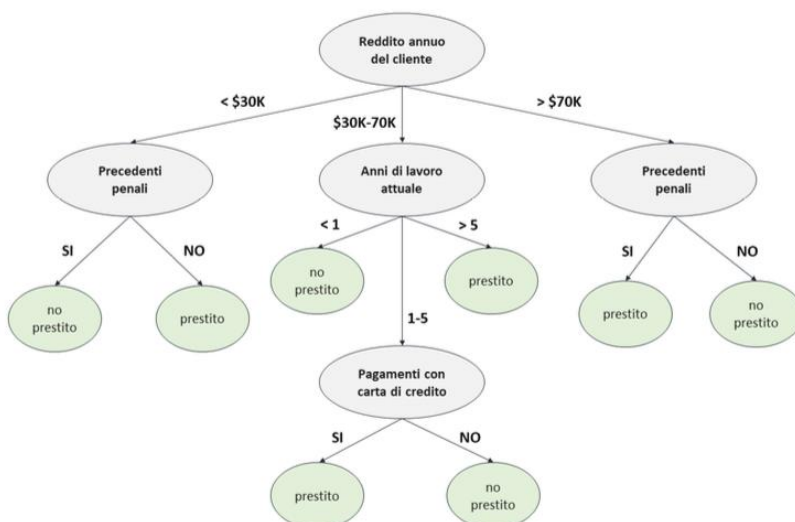 Reddito annuo
del cliente
< $30K
$30K-70K
> $70K
Precedenti
penali
Anni di lavoro
attuale
Precedenti
penali
SI
NO
< 1
> 5
SI
NO
no
prestito
prestito
no
prestito
prestito
prestito
no
prestito
1-5
Pagamenti con
carta di credito
SI
NO
prestito
no
prestito